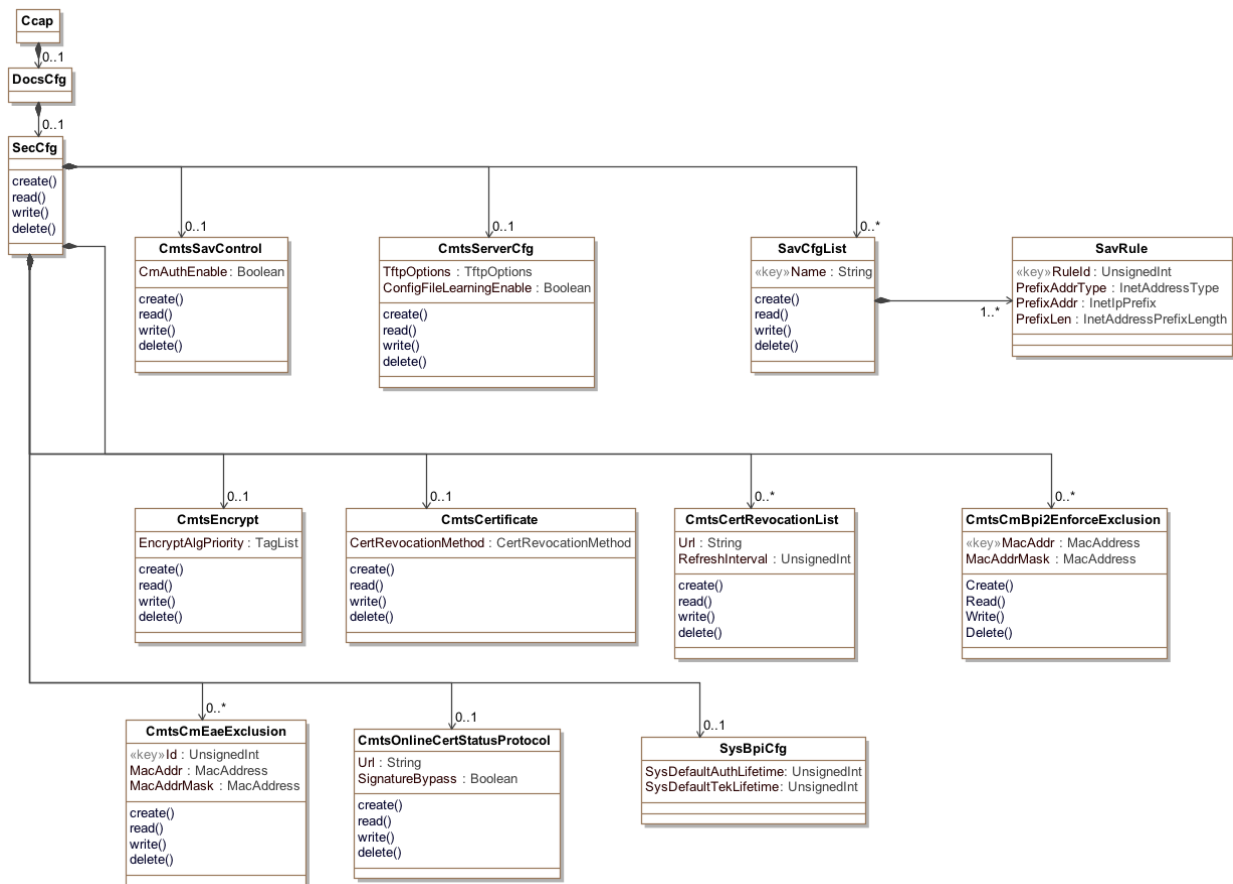 Ccap
0..1
DocsCfg
0..1
SecCfg
create()
read()
write()
delete()
0..1
CmtsSavControl
CmAuthEnable : Boolean
create()
read()
write()
delete()
0..1
CmtsServerCfg
TftpOptions : TftpOptions
ConfigFileLearningEnable : Boolean
create()
read()
write()
delete()
0..*
SavCfgList
«key»Name : String
create()
read()
write()
delete()
1..*
SavRule
«key»RuleId : UnsignedInt
PrefixAddrType : InetAddressType
PrefixAddr : InetIpPrefix
PrefixLen : InetAddressPrefixLength
0..1
CmtsEncrypt
EncryptAlgPriority : TagList
create()
read()
write()
delete()
0..1
CmtsCertificate
CertRevocationMethod : CertRevocationMethod
create()
read()
write()
delete()
0..*
CmtsCertRevocationList
Url : String
RefreshInterval : UnsignedInt
create()
read()
write()
delete()
0..*
CmtsCmBpi2EnforceExclusion
«key»MacAddr : MacAddress
MacAddrMask : MacAddress
Create()
Read()
Write()
Delete()
0..*
CmtsCmEaeExclusion
«key»Id : UnsignedInt
MacAddr : MacAddress
MacAddrMask : MacAddress
create()
read()
write()
delete()
0..1
CmtsOnlineCertStatusProtocol
Url : String
SignatureBypass : Boolean
create()
read()
write()
delete()
0..1
SysBpiCfg
SysDefaultAuthLifetime: UnsignedInt
SysDefaultTekLifetime: UnsignedInt